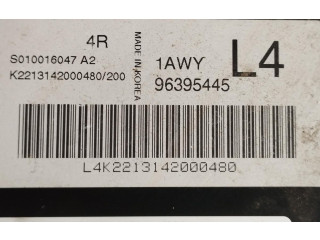 4R
S010016047 A2
K2213142000480/200
MADE IN KOREA
1AWY
96395445
L4
L4K2213142000480